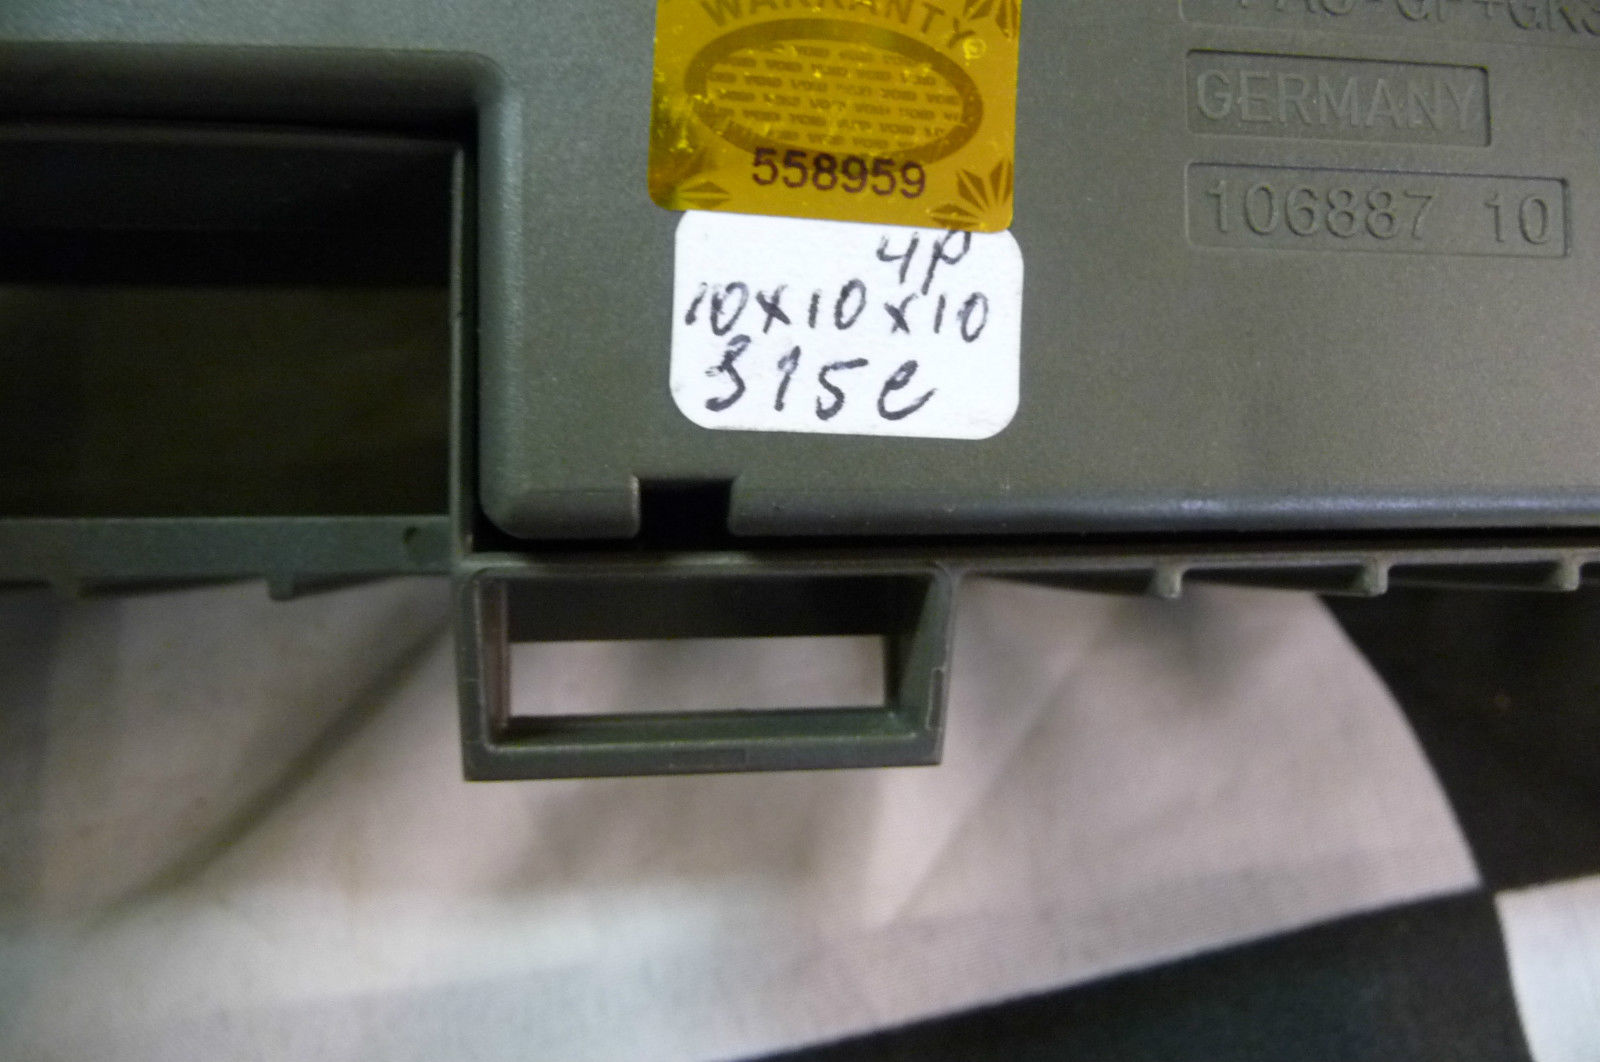 WARRANTY
558959
4P
10x10x10
315e
GERMANY
106887 10